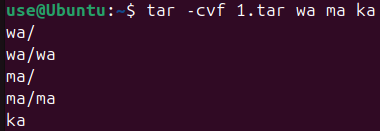 use@Ubuntu:~$ tar -cvf 1.tar wa ma ka
wa/
wa/wa
ma/
ma/ma
ka